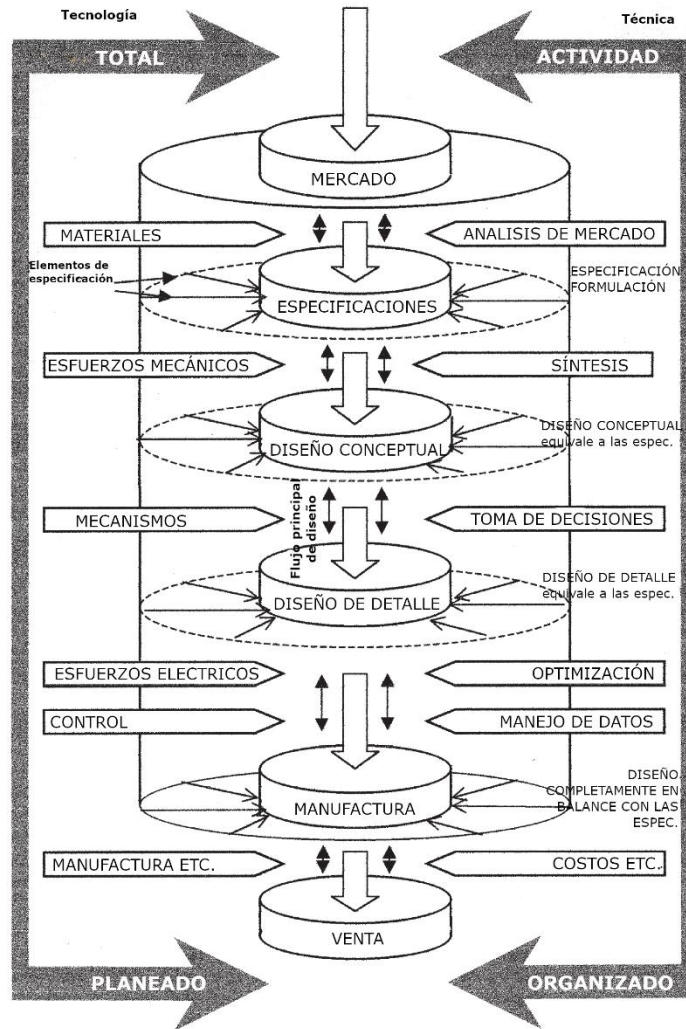 Tecnología
Técnica
TOTAL
ACTIVIDAD
MERCADO
MATERIALES
ANALISIS DE MERCADO
Elementos de
especificación
ESPECIFICACIÓN
FORMULACIÓN
ESPECIFICACIONES
ESFUERZOS MECÁNICOS
SÍNTESIS
DISEÑO CONCEPTUAL
equivale a las espec.
DISEÑO CONCEPTUAL
Flujo principal
de diseño
MECANISMOS
TOMA DE DECISIONES
DISEÑO DE DETALLE
equivale a las espec.
DISEÑO DE DETALLE
ESFUERZOS ELECTRICOS
OPTIMIZACIÓN
CONTROL
MANEJO DE DATOS
DISEÑO
COMPLETAMENTE EN
BALANCE CON LAS
ESPEC.
MANUFACTURA
MANUFACTURA ETC.
COSTOS ETC.
VENTA
PLANEADO
ORGANIZADO